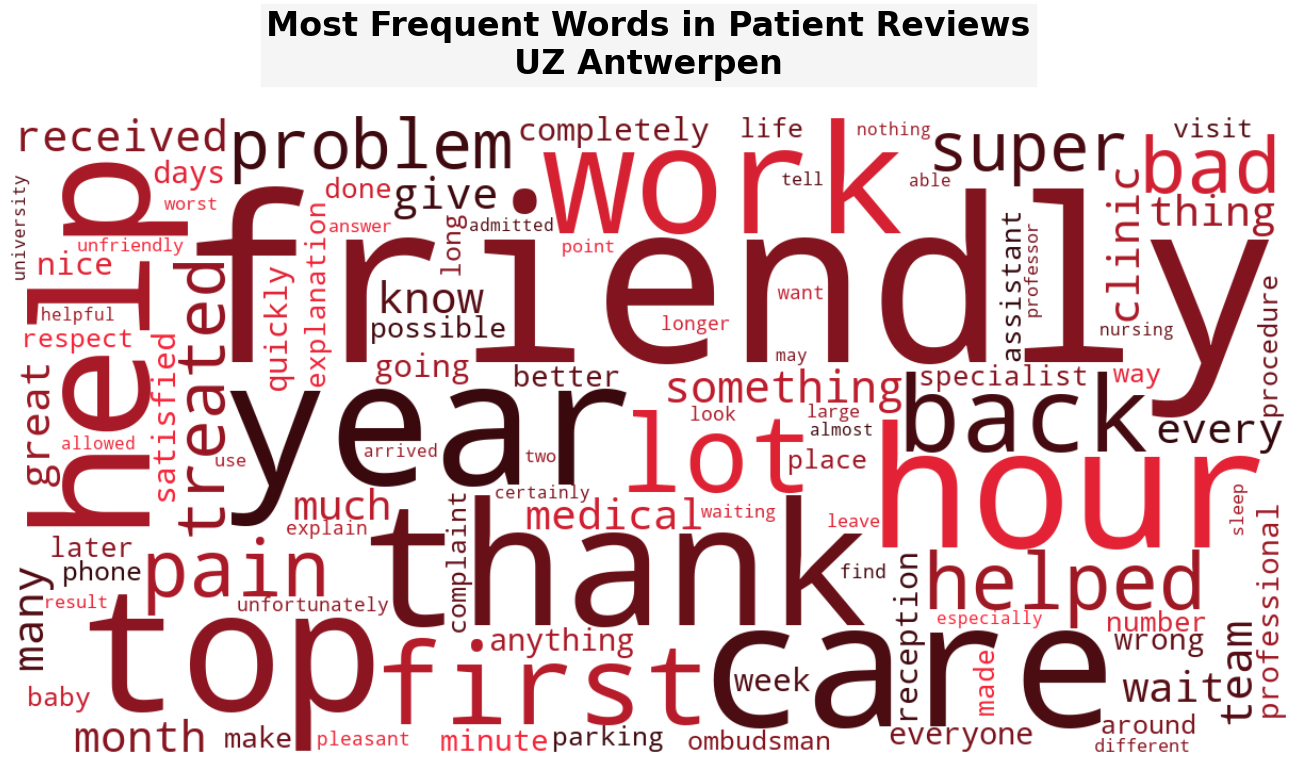 Most Frequent Words in Patient Reviews
UZ Antwerpen
received
problem
completely
life
nothing
super
visit
bad
help
days
done
give
work
tell
able
thing
university
worst
unfriendly
answer
explanation
long
admitted
point
friendly
assistant
professor
clinic
nice
treated
quickly
know
want
helpful
possible
longer
nursing
procedure
respect
satisfied
going
better
may
specialist
way
great
year
something
back
every
allowed
use
arrived
two
lot
look
large
almost
place
hour
much
certainly
medical
waiting
leave
sleep
explain
complaint
thank
later
phone
pain
find
reception
helped
professional
many
result
unfortunately
top
especially
number
anything
first
care
wrong
team
baby
week
made
wait
month
make
pleasant
minute
parking
ombudsman
everyone
around
different